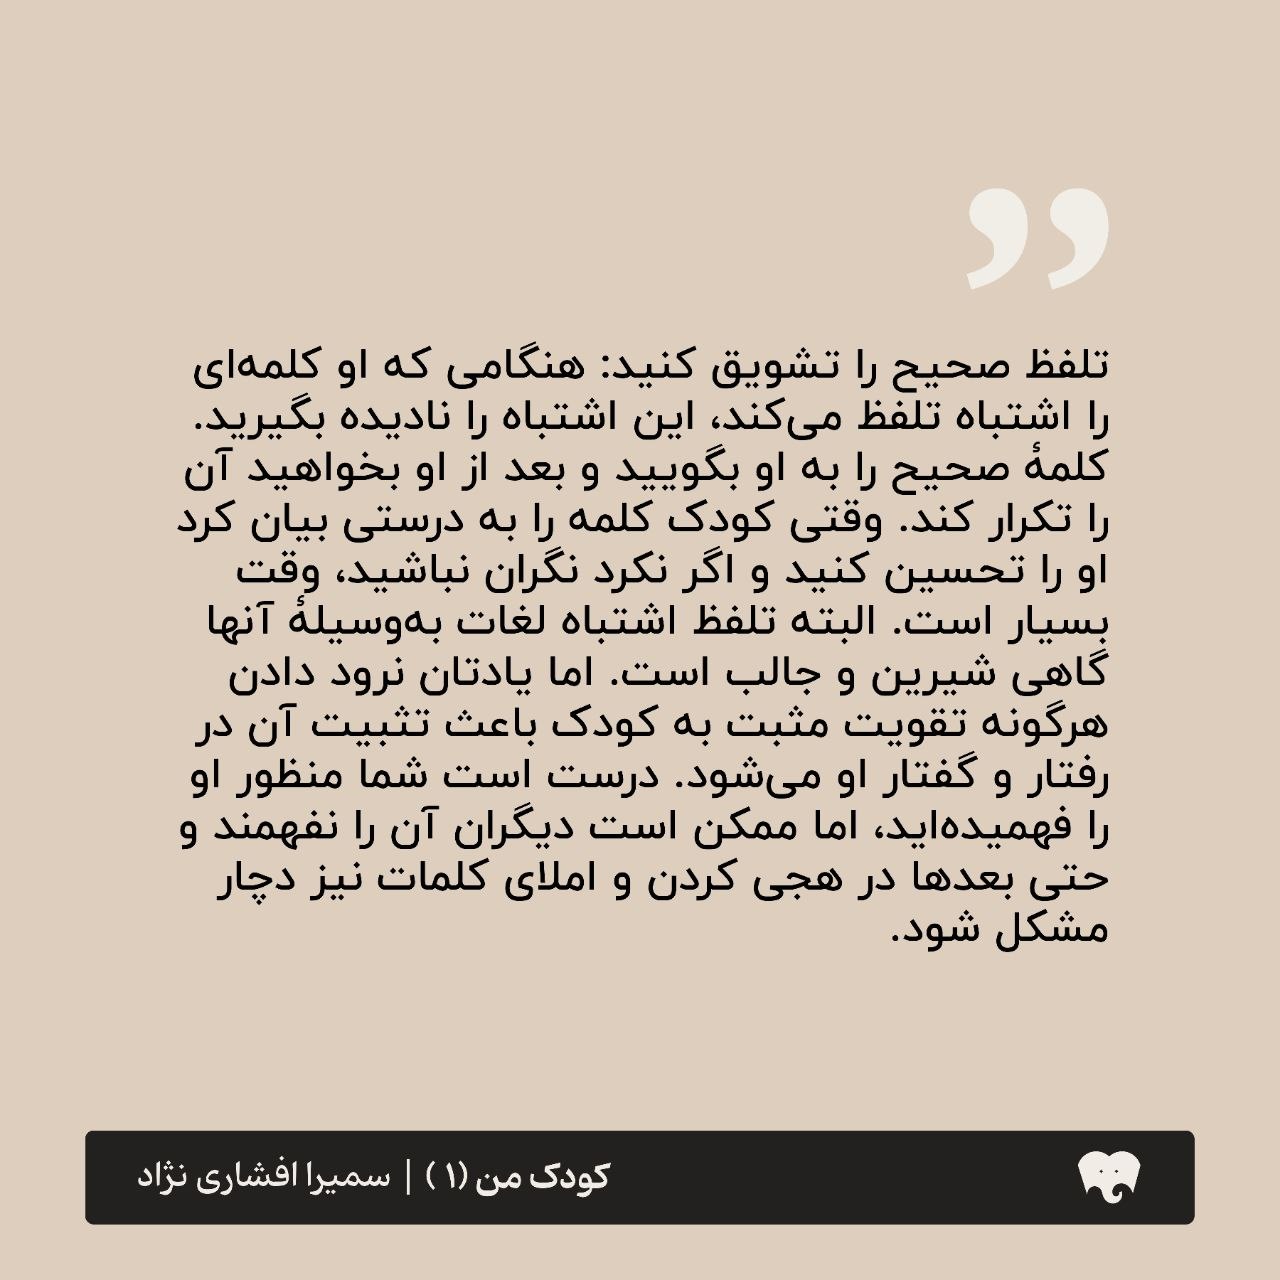 تلفظ صحیح را تشویق کنید: هنگامی که او کلمه‌ای
را اشتباه تلفظ می‌کند، این اشتباه را نادیده بگیرید.
کلمهٔ صحیح را به او بگویید و بعد از او بخواهید آن
را تکرار کند. وقتی کودک کلمه را به درستی بیان کرد
او را تحسین کنید و اگر نکرد نگران نباشید، وقت
بسیار است. البته تلفظ اشتباه لغات به‌وسیلهٔ آنها
گاهی شیرین و جالب است. اما یادتان نرود دادن
هرگونه تقویت مثبت به کودک باعث تثبیت آن در
رفتار و گفتار او می‌شود. درست است شما منظور او
را فهمیده‌اید، اما ممکن است دیگران آن را نفهمند و
حتی بعدها در هجی کردن و املای کلمات نیز دچار
مشکل شود.
کودک من (۱ ) | سمیرا افشاری نژاد